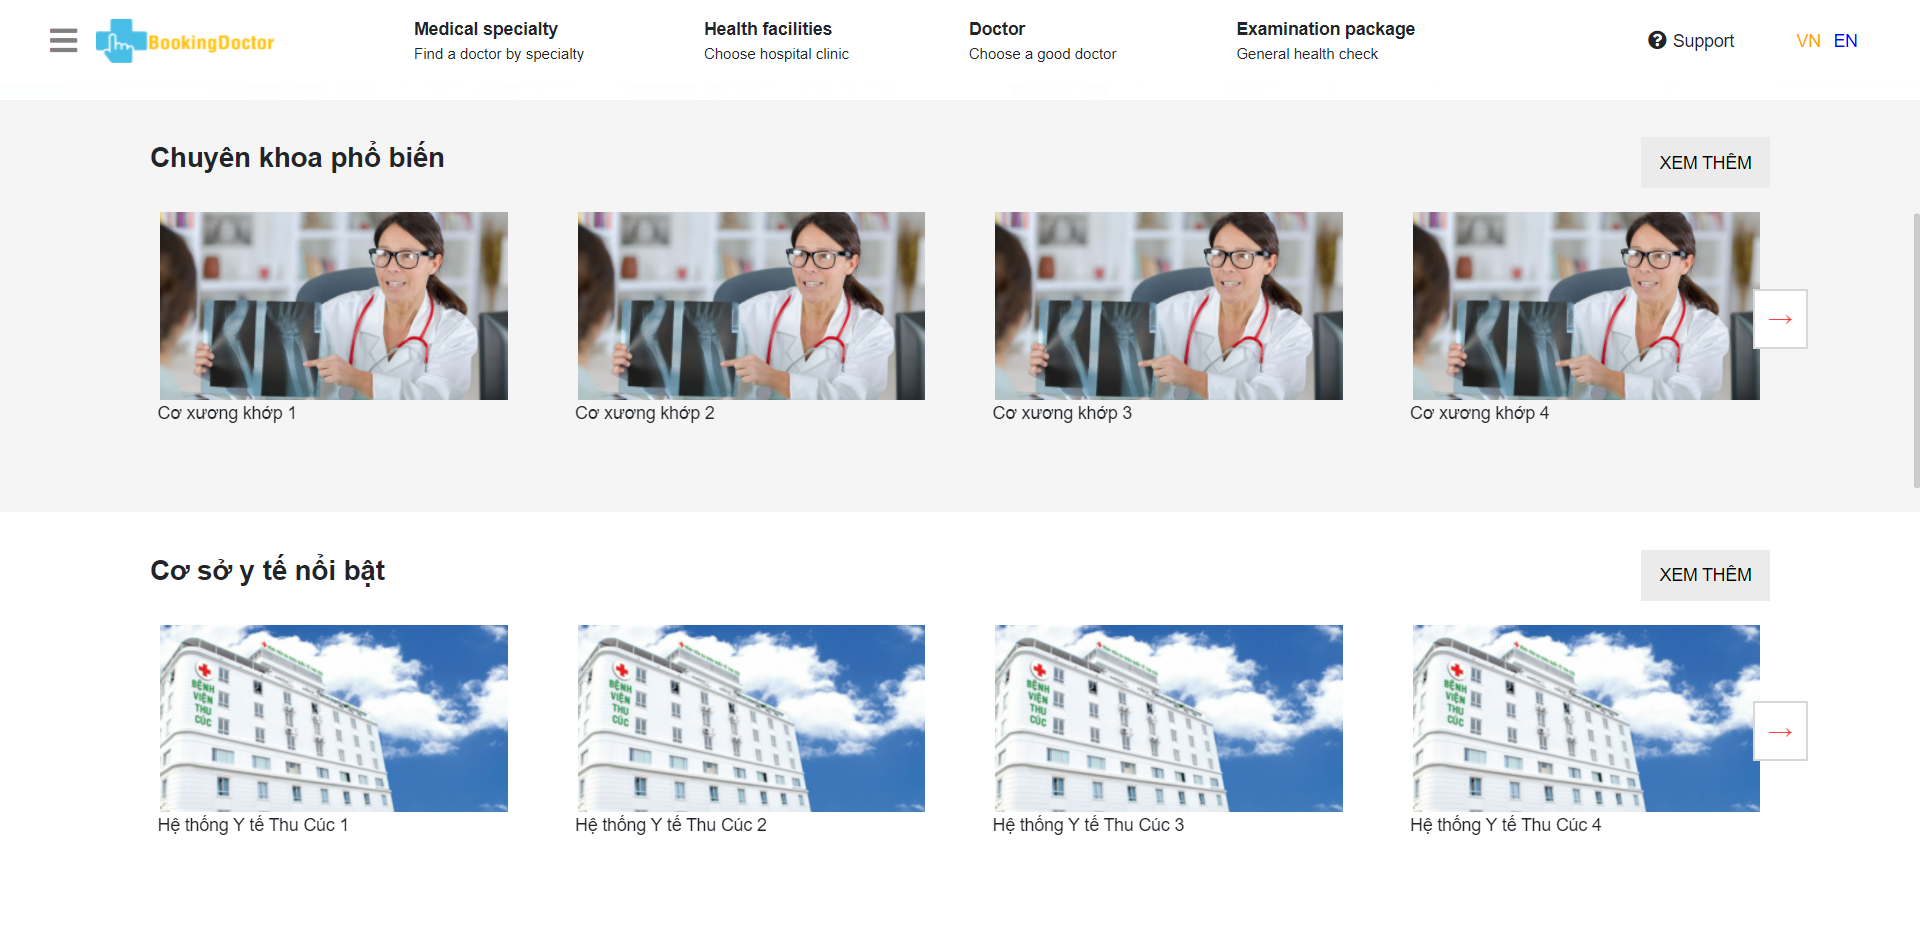 BookingDoctor
Medical specialty
Find a doctor by specialty
Health facilities
Choose hospital clinic
Doctor
Choose a good doctor
Examination package
General health check
Support
VN EN
Chuyên khoa phổ biến
XEM THÊM
Cơ xương khớp 1
Cơ xương khớp 2
Cơ xương khớp 3
Cơ xương khớp 4
Cơ sở y tế nổi bật
XEM THÊM
BỆNH
VIỆN
THU
CÚC
BỆNH
VIỆN
THU
CÚC
BỆNH
VIỆN
THU
CÚC
BỆNH
VIỆN
THU
CÚC
Hệ thống Y tế Thu Cúc 1
Hệ thống Y tế Thu Cúc 2
Hệ thống Y tế Thu Cúc 3
Hệ thống Y tế Thu Cúc 4